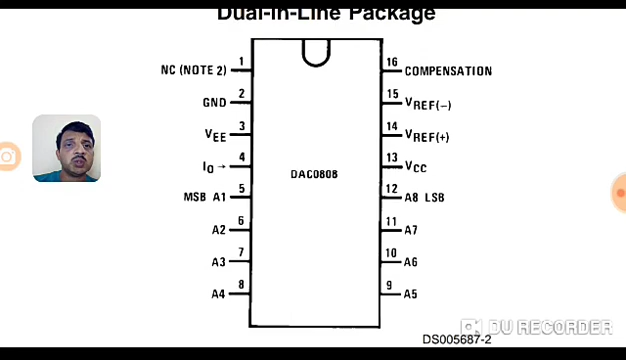 Dual-In-Line Package
NC (NOTE 2) 1
GND 2
VEE 3
IO → 4
MSB A1 5
A2 6
A3 7
A4 8
DAC0808
16 COMPENSATION
15 VREF(−)
14 VREF(+)
13 VCC
12 A8 LSB
11 A7
10 A6
9 A5
DS005687-2
DU RECORDER